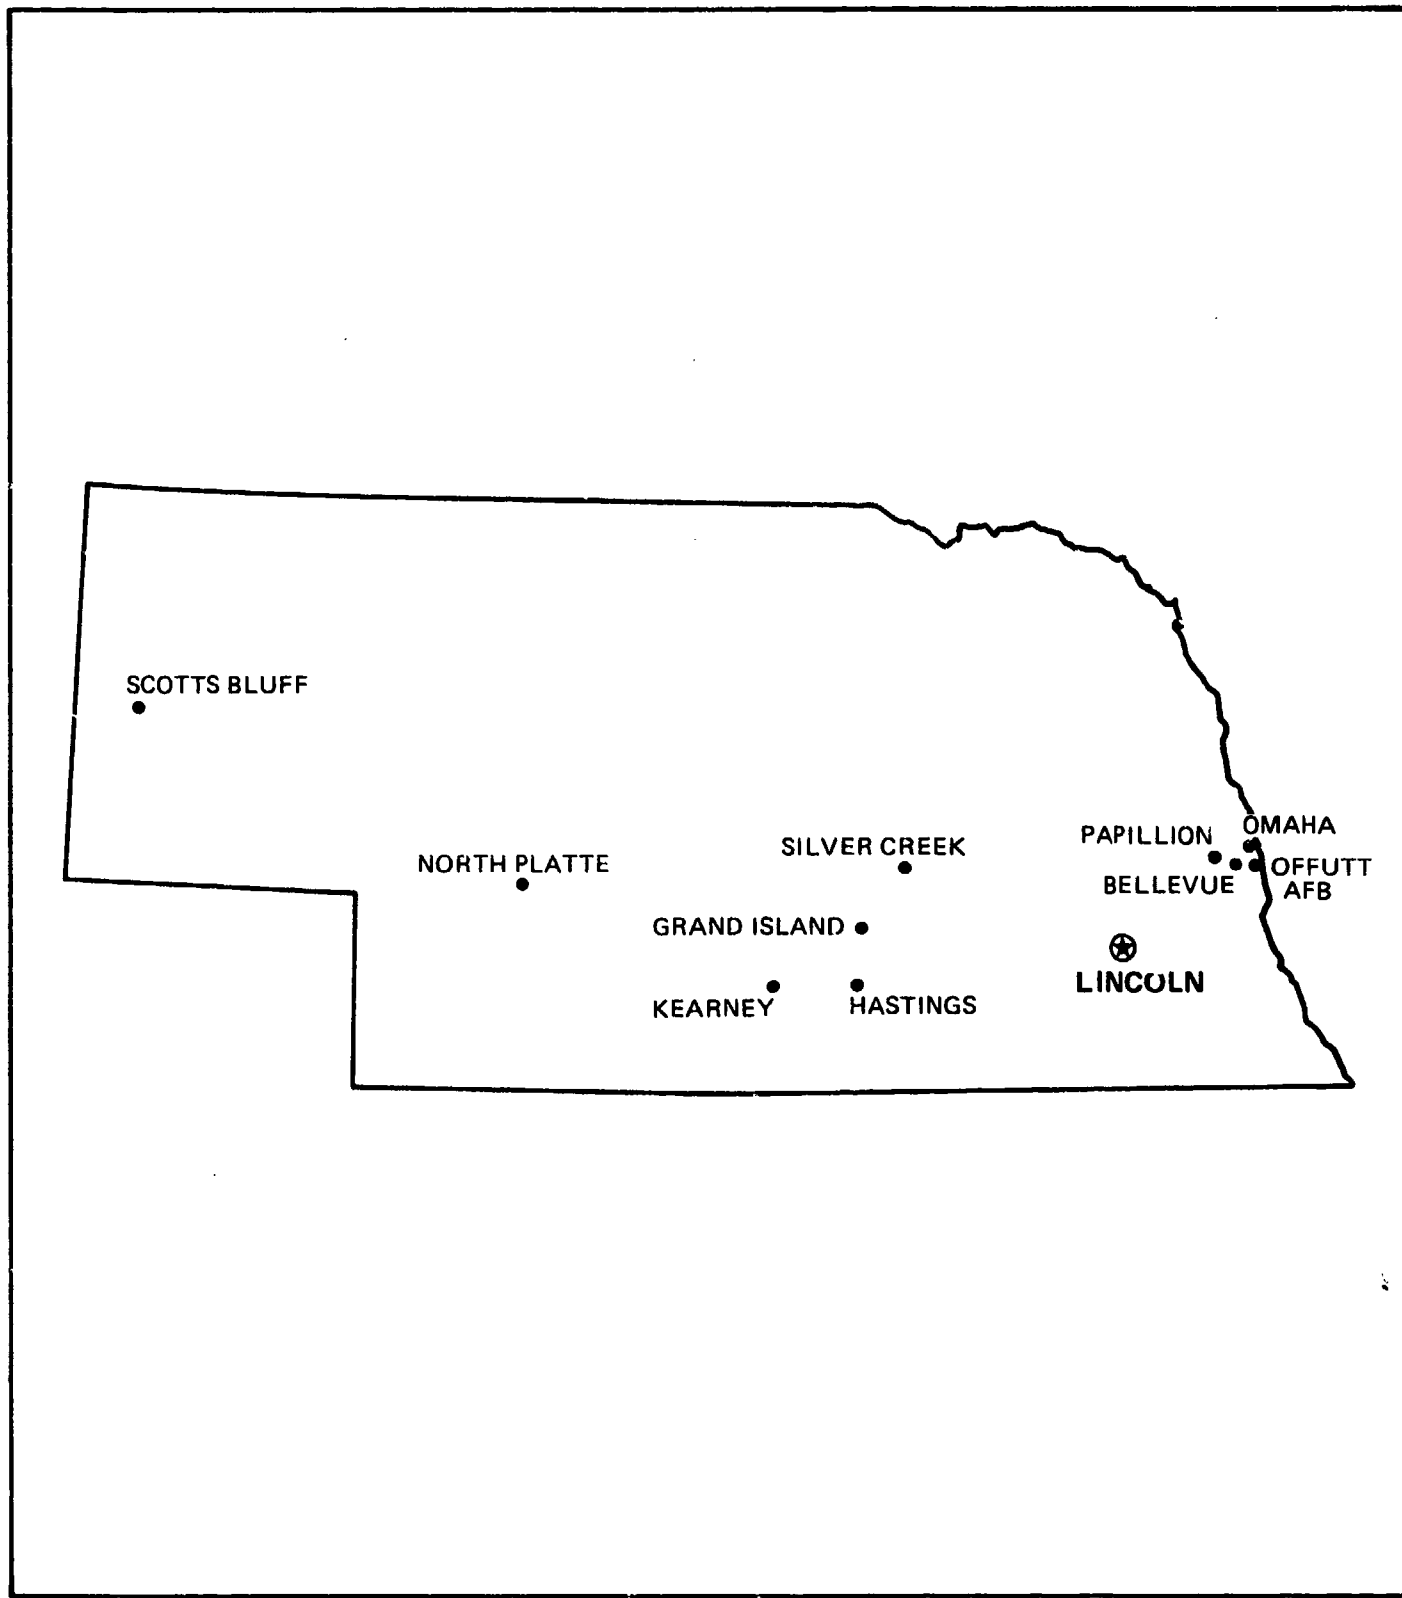 SCOTTS BLUFF
OMAHA
PAPILLION
SILVER CREEK
NORTH PLATTE
OFFUTT
AFB
BELLEVUE
GRAND ISLAND
LINCOLN
KEARNEY
HASTINGS